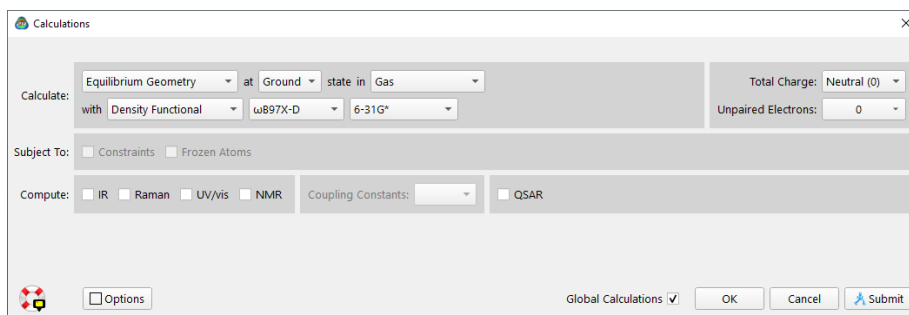 Calculations
Calculate: Equilibrium Geometry at Ground state in Gas Total Charge: Neutral (0)
with Density Functional ωB97X-D 6-31G* Unpaired Electrons: 0
Subject To: Constraints Frozen Atoms
Compute: IR Raman UV/vis NMR Coupling Constants: QSAR
Options Global Calculations OK Cancel Submit